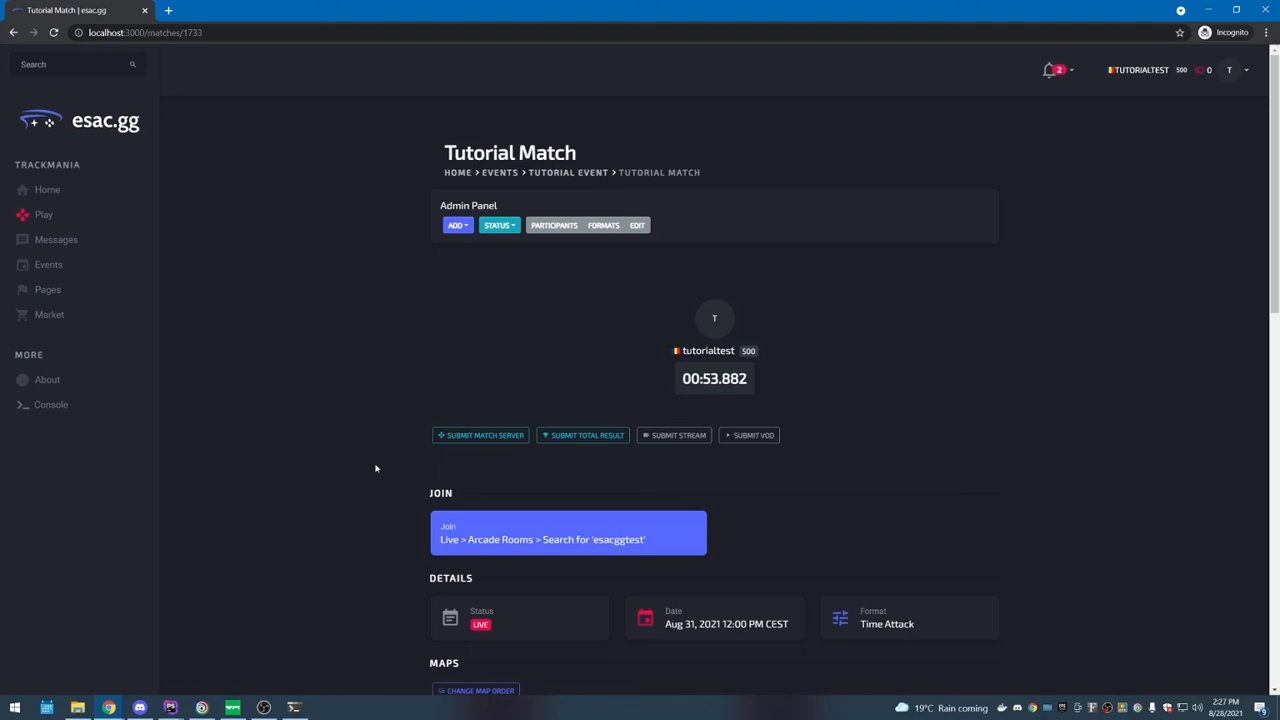 Tutorial Match | esac.gg
localhost:3000/matches/1733
Incognito
Search
2
TUTORIALTEST 500 0 T
esac.gg
TRACKMANIA
Home
Play
Messages
Events
Pages
Market
MORE
About
Console
Tutorial Match
HOME > EVENTS > TUTORIAL EVENT > TUTORIAL MATCH
Admin Panel
ADD STATUS PARTICIPANTS FORMATS EDIT
T
tutorialtest 500
00:53.882
SUBMIT MATCH SERVER SUBMIT TOTAL RESULT SUBMIT STREAM SUBMIT VOD
JOIN
Join
Live > Arcade Rooms > Search for 'esacggtest'
DETAILS
Status
LIVE
Date
Aug 31, 2021 12:00 PM CEST
Format
Time Attack
MAPS
CHANGE MAP ORDER
19°C Rain coming
2:27 PM
8/28/2021